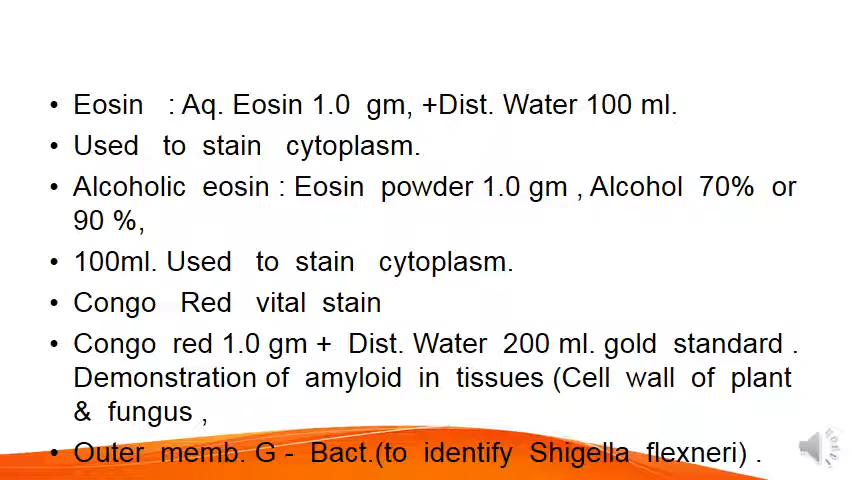 • Eosin : Aq. Eosin 1.0 gm, +Dist. Water 100 ml.
• Used to stain cytoplasm.
• Alcoholic eosin : Eosin powder 1.0 gm , Alcohol 70% or
90 %,
• 100ml. Used to stain cytoplasm.
• Congo Red vital stain
• Congo red 1.0 gm + Dist. Water 200 ml. gold standard .
Demonstration of amyloid in tissues (Cell wall of plant
& fungus ,
• Outer memb. G - Bact.(to identify Shigella flexneri) .